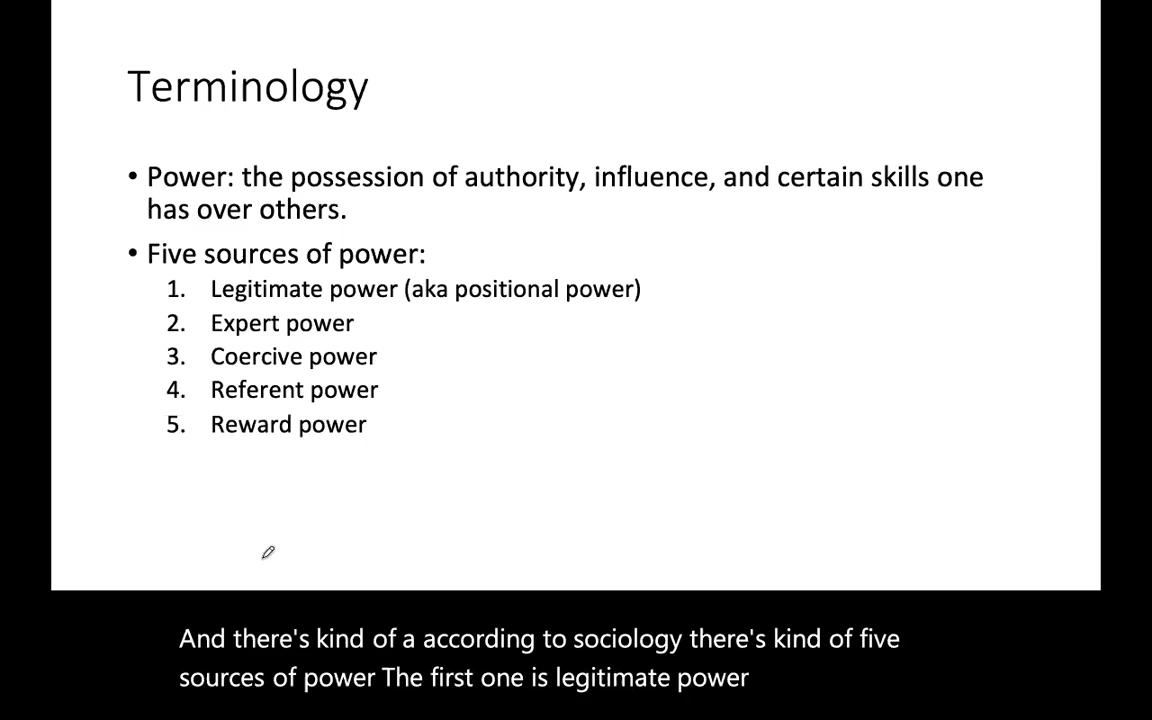 Terminology
• Power: the possession of authority, influence, and certain skills one
has over others.
• Five sources of power:
1. Legitimate power (aka positional power)
2. Expert power
3. Coercive power
4. Referent power
5. Reward power
And there's kind of a according to sociology there's kind of five
sources of power The first one is legitimate power